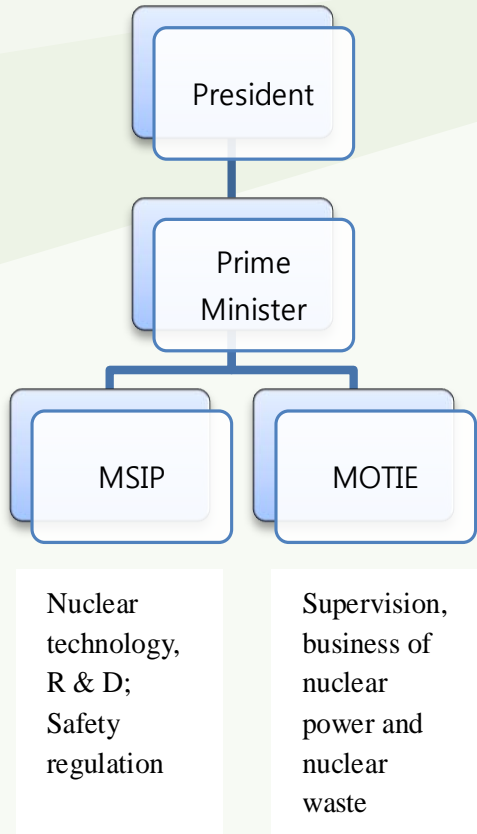 President
Prime
Minister
MSIP
MOTIE
Nuclear
technology,
R & D;
Safety
regulation
Supervision,
business of
nuclear
power and
nuclear
waste